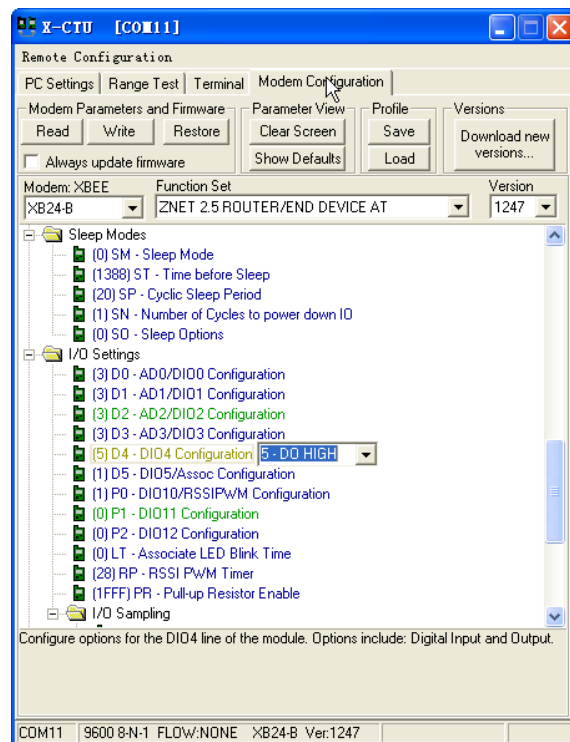 X-CTU [COM11]
Remote Configuration
PC Settings Range Test Terminal Modem Configuration
Modem Parameters and Firmware Parameter View Profile Versions
Read Write Restore Clear Screen Save Download new versions...
Always update firmware Show Defaults Load
Modem: XBEE Function Set Version
XB24-B ZNET 2.5 ROUTER/END DEVICE AT 1247
Sleep Modes
(0) SM - Sleep Mode
(1388) ST - Time before Sleep
(20) SP - Cyclic Sleep Period
(1) SN - Number of Cycles to power down IO
(0) SO - Sleep Options
I/O Settings
(3) D0 - AD0/DIO0 Configuration
(3) D1 - AD1/DIO1 Configuration
(3) D2 - AD2/DIO2 Configuration
(3) D3 - AD3/DIO3 Configuration
(5) D4 - DIO4 Configuration 5 - DO HIGH
(1) D5 - DIO5/Assoc Configuration
(1) P0 - DIO10/RSSIPWM Configuration
(0) P1 - DIO11 Configuration
(0) P2 - DIO12 Configuration
(0) LT - Associate LED Blink Time
(28) RP - RSSI PWM Timer
(1FFF) PR - Pull-up Resistor Enable
I/O Sampling
Configure options for the DIO4 line of the module. Options include: Digital Input and Output.
COM11 9600 8-N-1 FLOW:NONE XB24-B Ver:1247